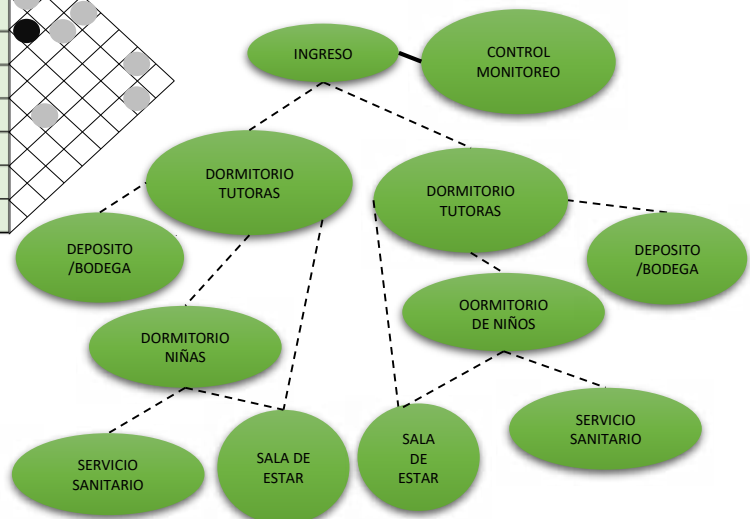 INGRESO
CONTROL
MONITOREO
DORMITORIO
TUTORAS
DORMITORIO
TUTORAS
DEPOSITO
/BODEGA
DEPOSITO
/BODEGA
DORMITORIO
NIÑAS
OORMITORIO
DE NIÑOS
SERVICIO
SANITARIO
SALA DE
ESTAR
SALA
DE
ESTAR
SERVICIO
SANITARIO